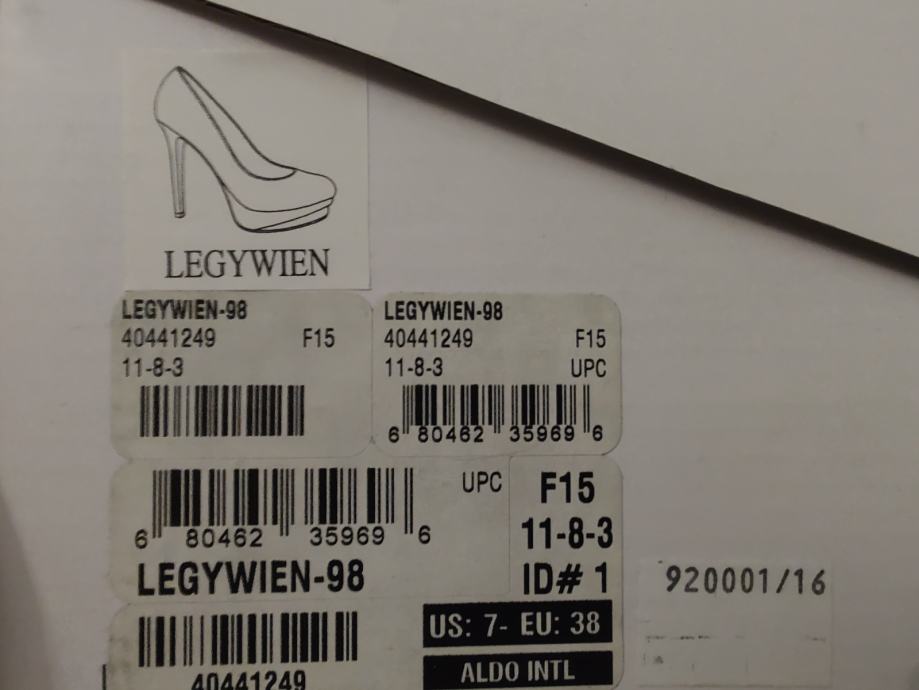 LEGYWIEN
LEGYWIEN-98
40441249 F15
11-8-3
LEGYWIEN-98
40441249 F15
11-8-3 UPC
6 80462 35969 6
UPC
6 80462 35969 6
LEGYWIEN-98
F15
11-8-3
ID# 1
920001/16
US: 7- EU: 38
ALDO INTL
40441249